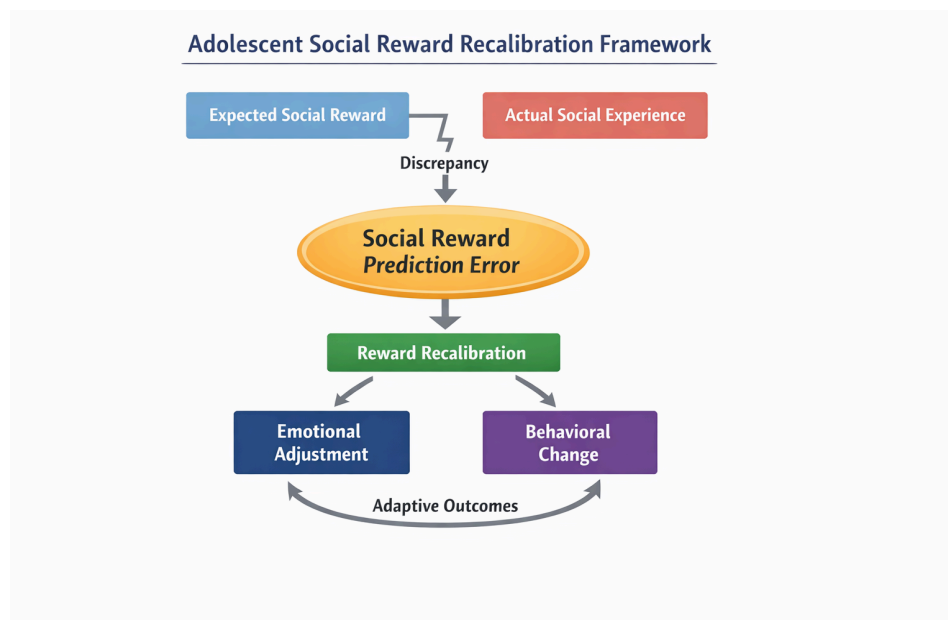 Adolescent Social Reward Recalibration Framework
Expected Social Reward
Actual Social Experience
Discrepancy
Social Reward
Prediction Error
Reward Recalibration
Emotional
Adjustment
Behavioral
Change
Adaptive Outcomes